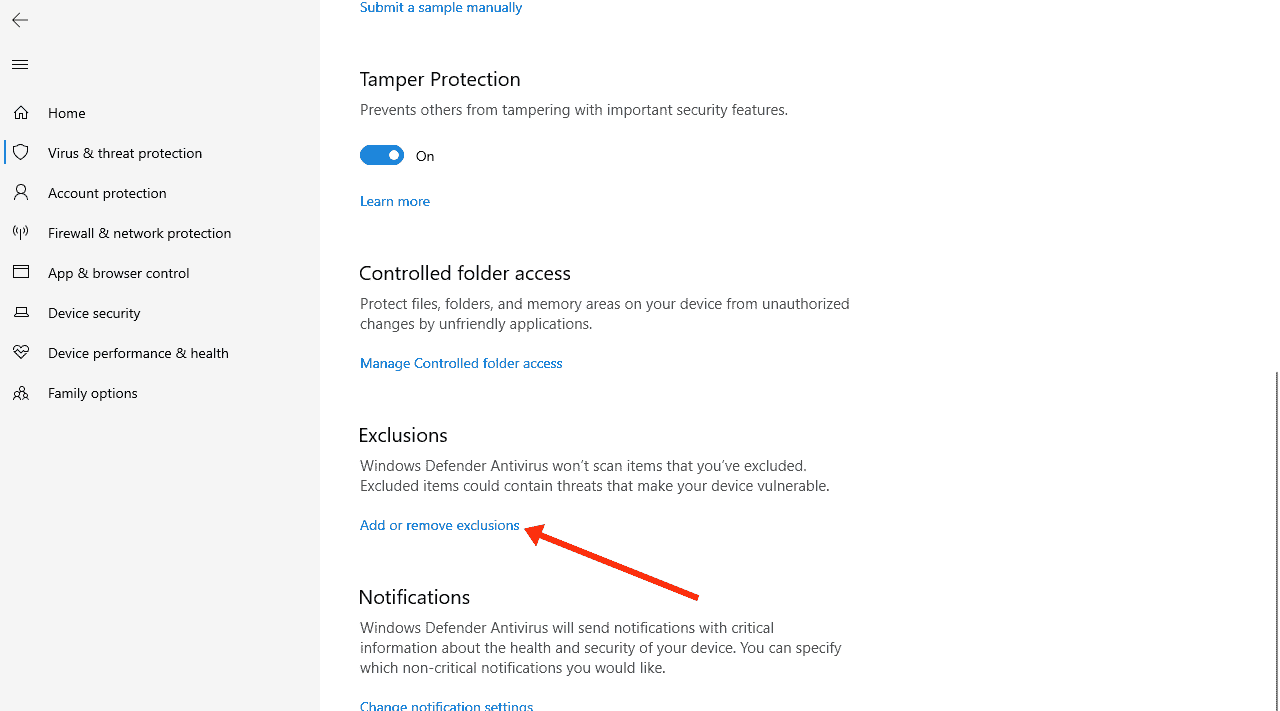 Home
Virus & threat protection
Account protection
Firewall & network protection
App & browser control
Device security
Device performance & health
Family options
Submit a sample manually
Tamper Protection
Prevents others from tampering with important security features.
On
Learn more
Controlled folder access
Protect files, folders, and memory areas on your device from unauthorized
changes by unfriendly applications.
Manage Controlled folder access
Exclusions
Windows Defender Antivirus won’t scan items that you’ve excluded.
Excluded items could contain threats that make your device vulnerable.
Add or remove exclusions
Notifications
Windows Defender Antivirus will send notifications with critical
information about the health and security of your device. You can specify
which non-critical notifications you would like.
Change notification settings